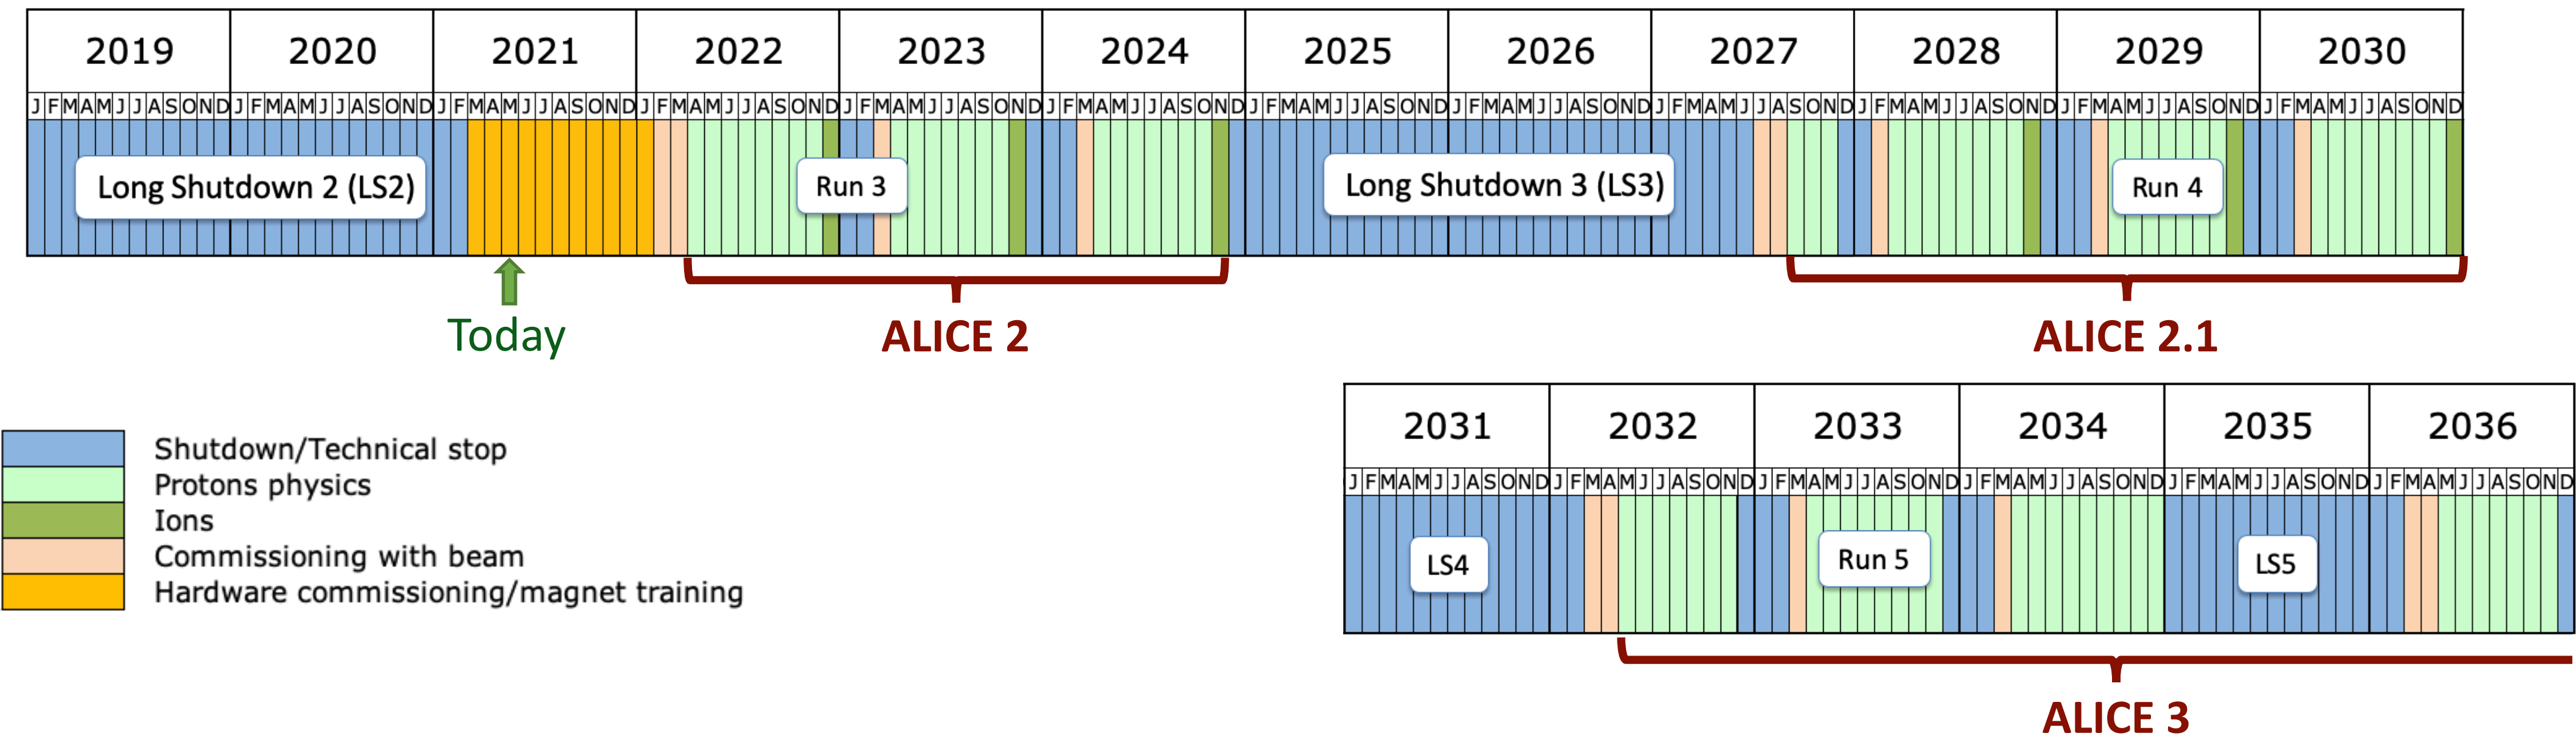 2019 2020 2021 2022 2023 2024 2025 2026 2027 2028 2029 2030
J F M A M J J A S O N D J F M A M J J A S O N D J F M A M J J A S O N D J F M A M J J A S O N D J F M A M J J A S O N D J F M A M J J A S O N D J F M A M J J A S O N D J F M A M J J A S O N D J F M A M J J A S O N D J F M A M J J A S O N D J F M A M J J A S O N D J F M A M J J A S O N D
Long Shutdown 2 (LS2) Run 3 Long Shutdown 3 (LS3) Run 4
Today ALICE 2 ALICE 2.1
2031 2032 2033 2034 2035 2036
J F M A M J J A S O N D J F M A M J J A S O N D J F M A M J J A S O N D J F M A M J J A S O N D J F M A M J J A S O N D J F M A M J J A S O N D
LS4 Run 5 LS5
ALICE 3
Shutdown/Technical stop
Protons physics
Ions
Commissioning with beam
Hardware commissioning/magnet training